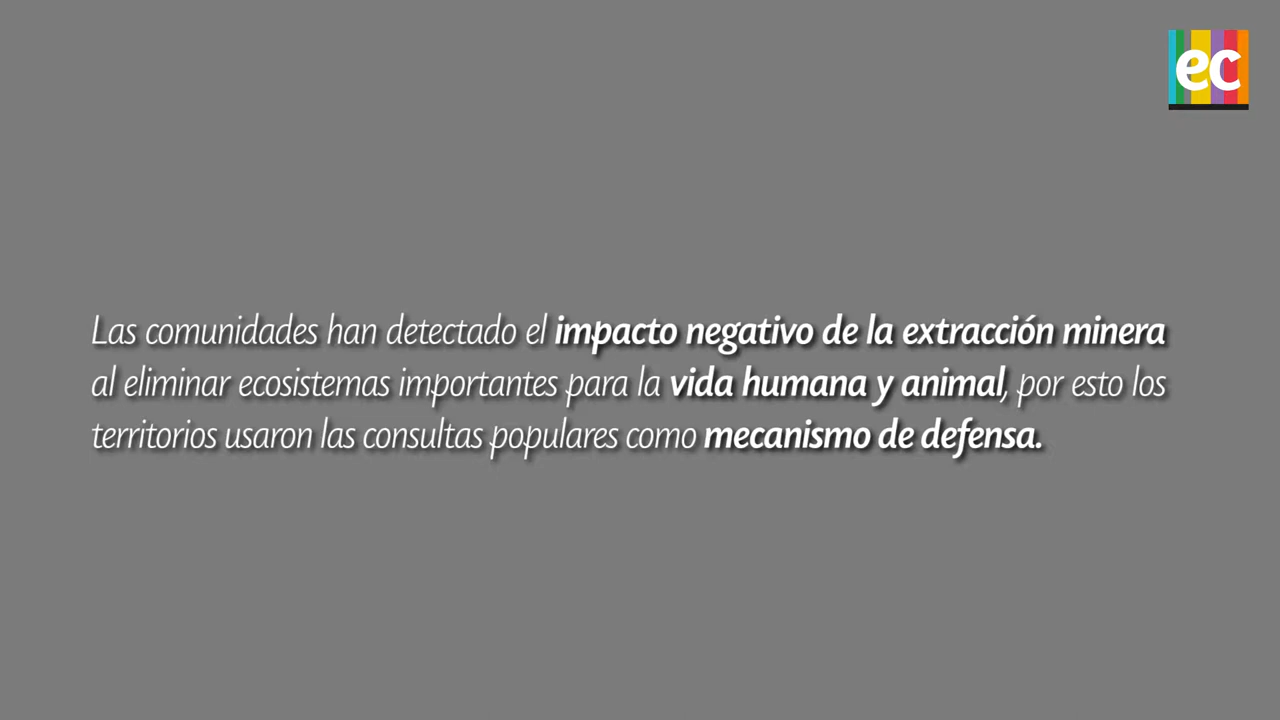 ec
Las comunidades han detectado el impacto negativo de la extracción minera
al eliminar ecosistemas importantes para la vida humana y animal, por esto los
territorios usaron las consultas populares como mecanismo de defensa.